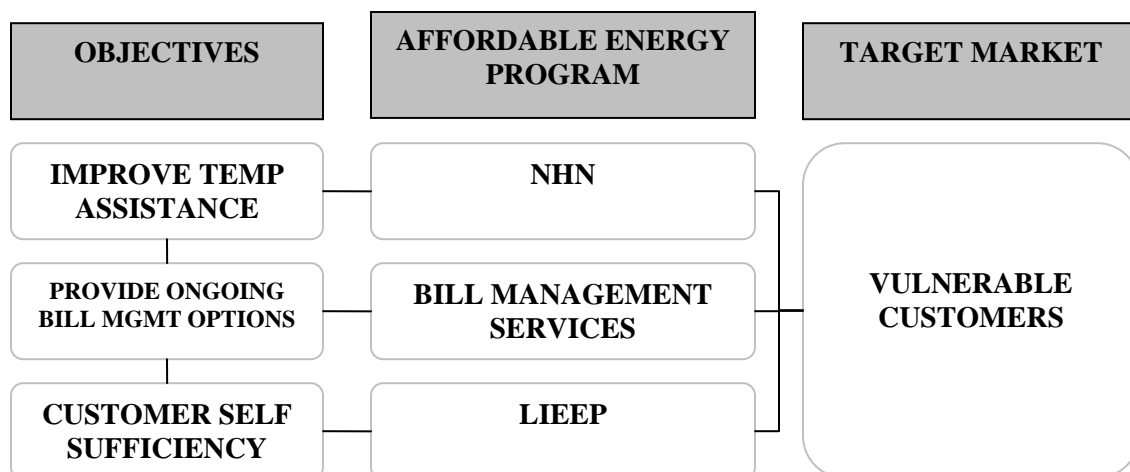 OBJECTIVES
AFFORDABLE ENERGY
PROGRAM
TARGET MARKET
IMPROVE TEMP
ASSISTANCE
NHN
PROVIDE ONGOING
BILL MGMT OPTIONS
BILL MANAGEMENT
SERVICES
VULNERABLE
CUSTOMERS
CUSTOMER SELF
SUFFICIENCY
LIEEP